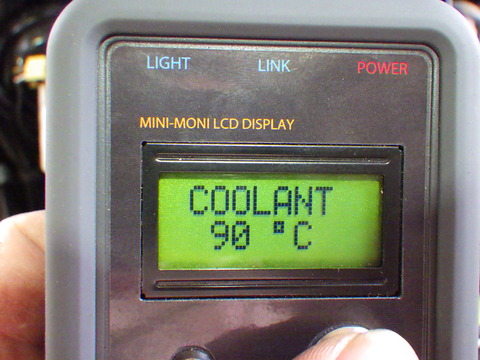 LIGHT LINK POWER
MINI-MONI LCD DISPLAY
COOLANT
90 °C